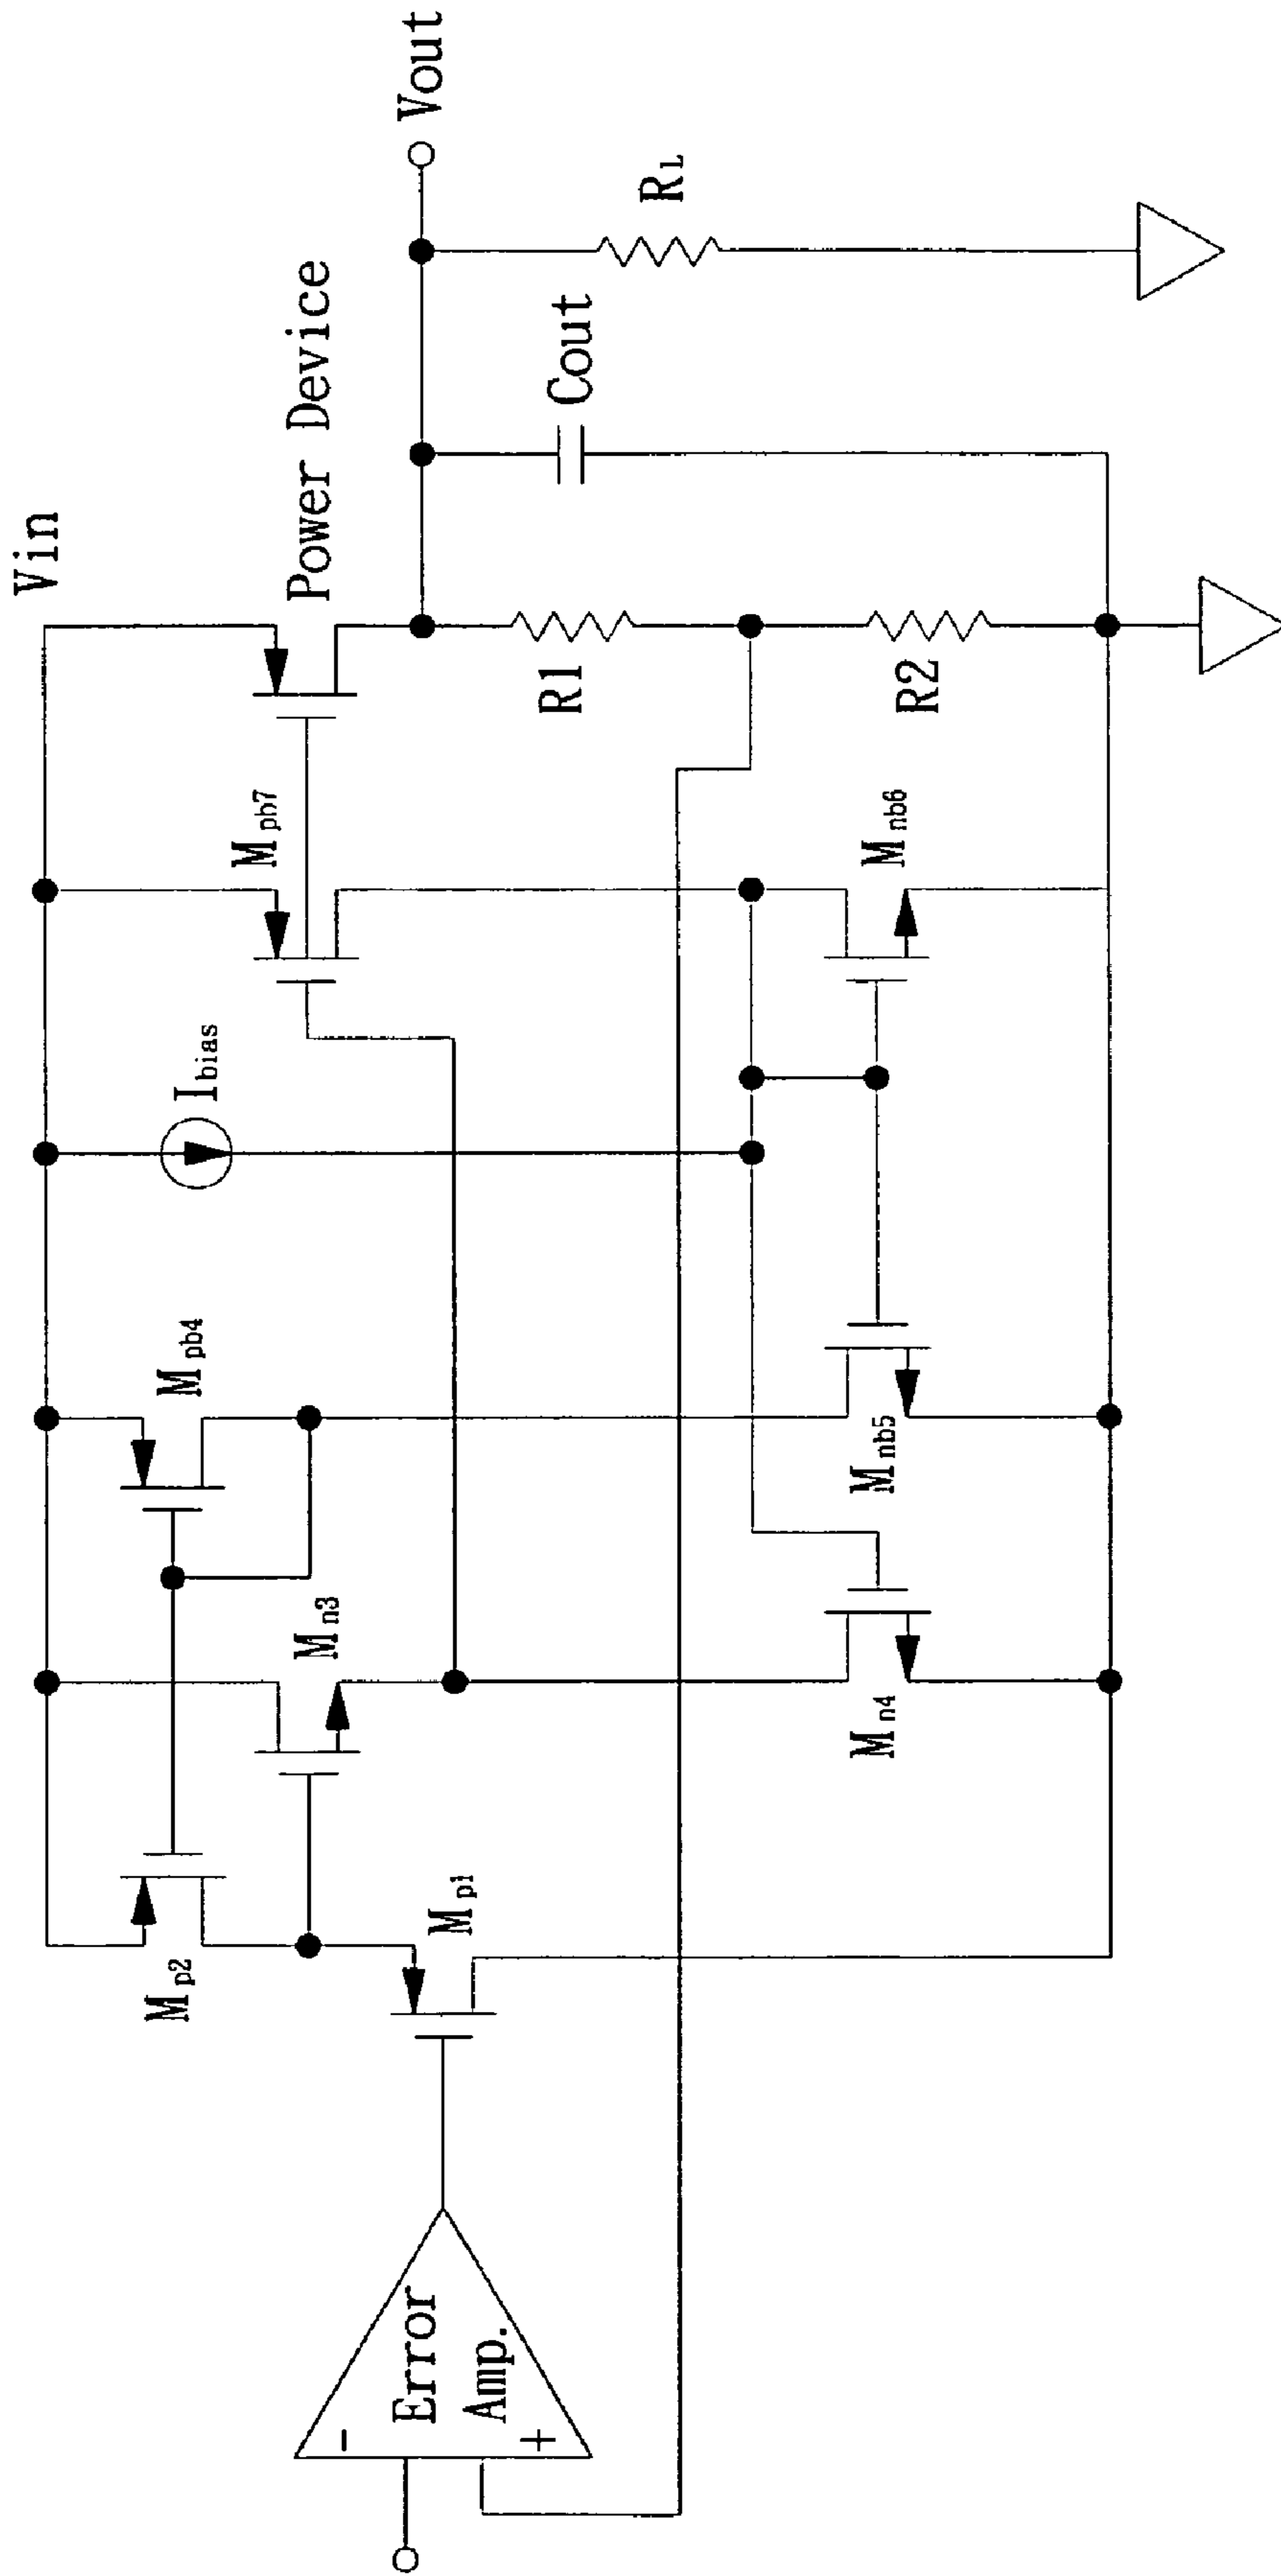 Vin
Power Device
Vout
Mp2
Mpb4
Ibias
Mpb7
Mn3
Mp1
R1
Cout
RL
Error
Amp.
-
+
Mn4
Mnb5
Mnb6
R2